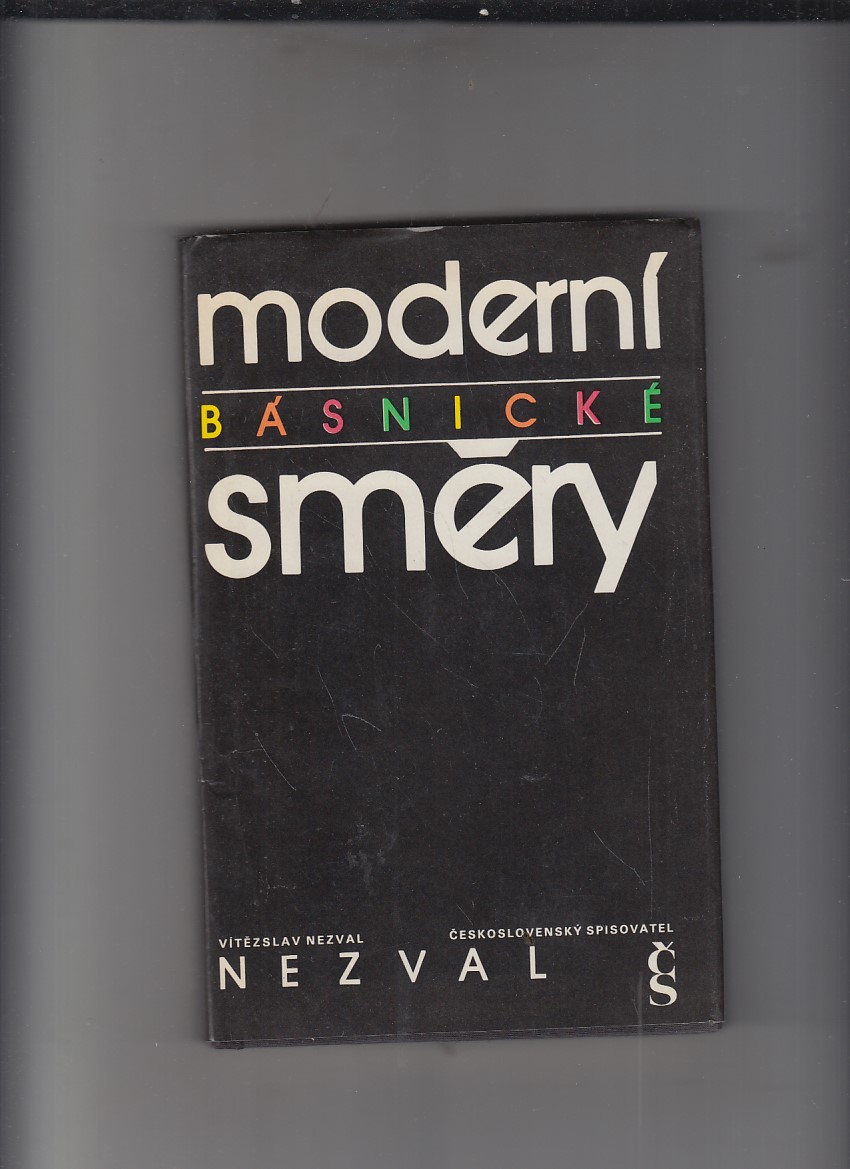 moderní
BÁSNICKÉ
směry
VÍTĚZSLAV NEZVAL
ČESKOSLOVENSKÝ SPISOVATEL
NEZVAL
ČS